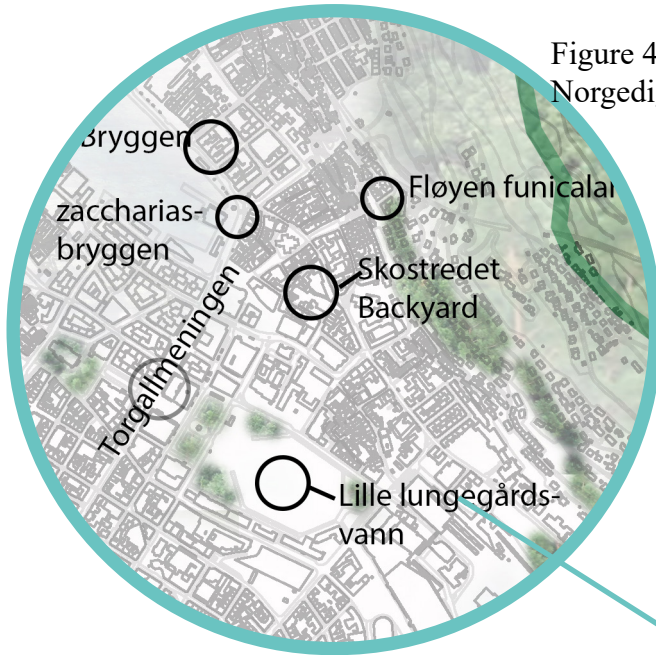 Figure 4
Norgedi
Bryggen
Fløyen funicalar
zaccharias-
bryggen
Skostredet
Backyard
Torgallmeningen
Lille lungegårds-
vann